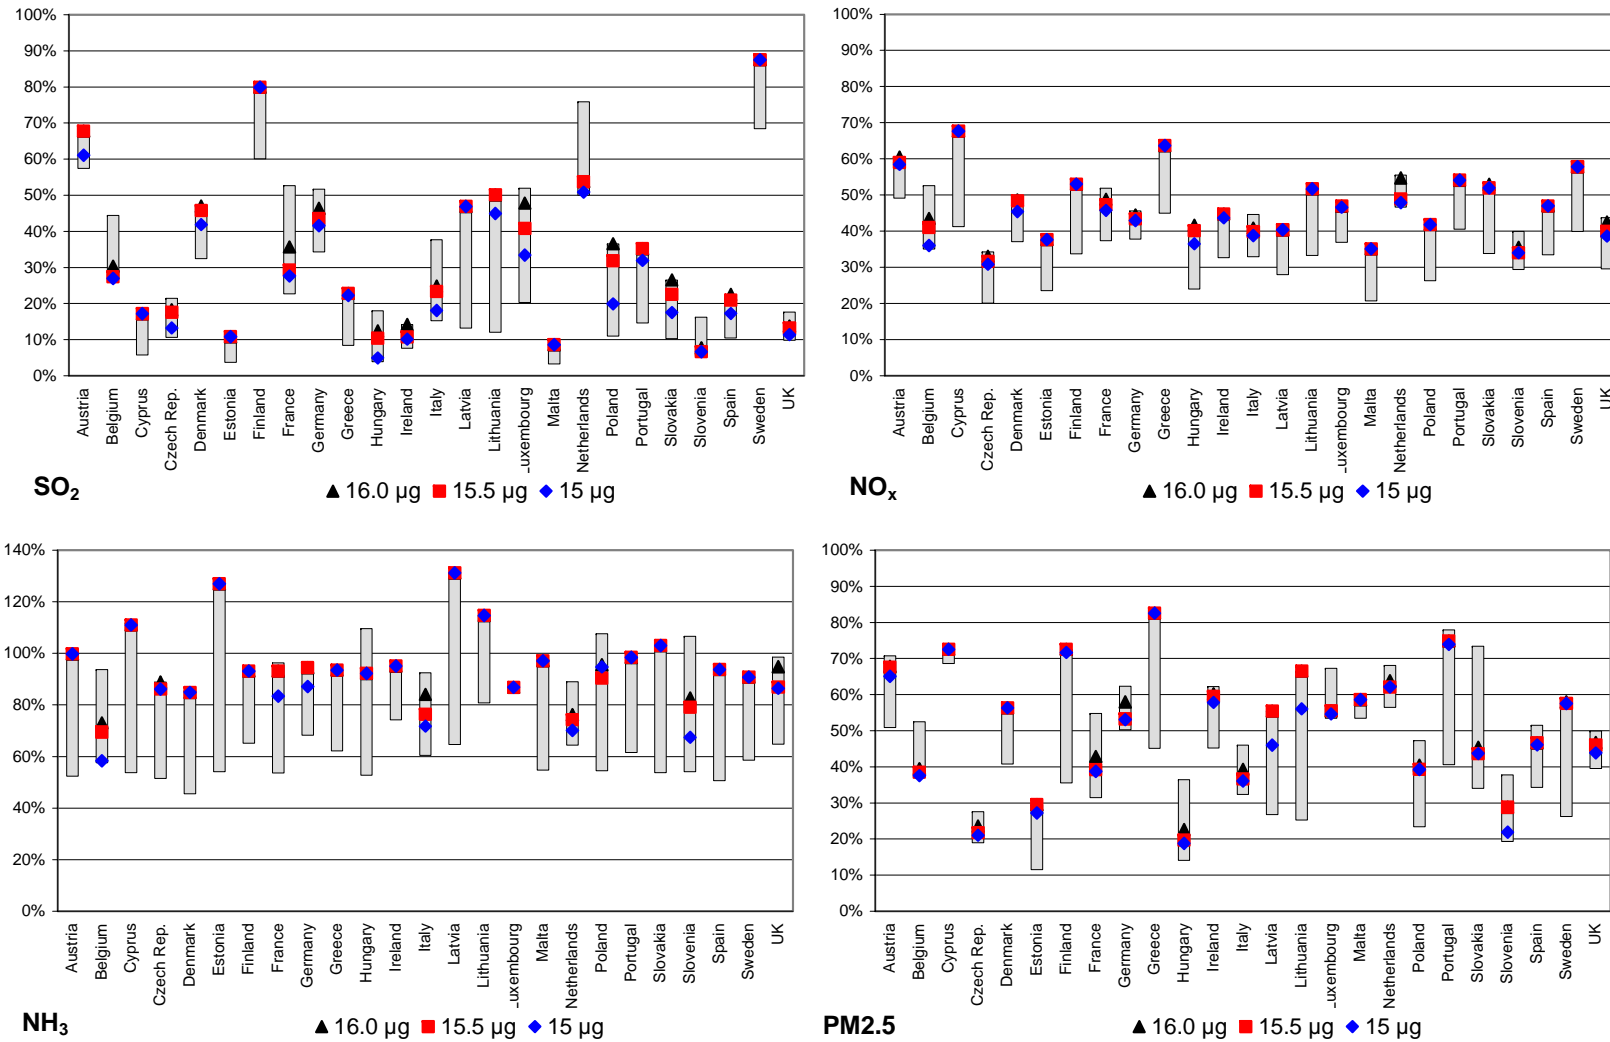 100%
90%
80%
70%
60%
50%
40%
30%
20%
10%
0%
Austria
Belgium
Cyprus
Czech Rep.
Denmark
Estonia
Finland
France
Germany
Greece
Hungary
Ireland
Italy
Latvia
Lithuania
Luxembourg
Malta
Netherlands
Poland
Portugal
Slovakia
Slovenia
Spain
Sweden
UK
SO2
16.0 µg 15.5 µg 15 µg
100%
90%
80%
70%
60%
50%
40%
30%
20%
10%
0%
Austria
Belgium
Cyprus
Czech Rep.
Denmark
Estonia
Finland
France
Germany
Greece
Hungary
Ireland
Italy
Latvia
Lithuania
Luxembourg
Malta
Netherlands
Poland
Portugal
Slovakia
Slovenia
Spain
Sweden
UK
NOx
16.0 µg 15.5 µg 15 µg
140%
120%
100%
80%
60%
40%
20%
0%
Austria
Belgium
Cyprus
Czech Rep.
Denmark
Estonia
Finland
France
Germany
Greece
Hungary
Ireland
Italy
Latvia
Lithuania
Luxembourg
Malta
Netherlands
Poland
Portugal
Slovakia
Slovenia
Spain
Sweden
UK
NH3
16.0 µg 15.5 µg 15 µg
100%
90%
80%
70%
60%
50%
40%
30%
20%
10%
0%
Austria
Belgium
Cyprus
Czech Rep.
Denmark
Estonia
Finland
France
Germany
Greece
Hungary
Ireland
Italy
Latvia
Lithuania
Luxembourg
Malta
Netherlands
Poland
Portugal
Slovakia
Slovenia
Spain
Sweden
UK
PM2.5
16.0 µg 15.5 µg 15 µg